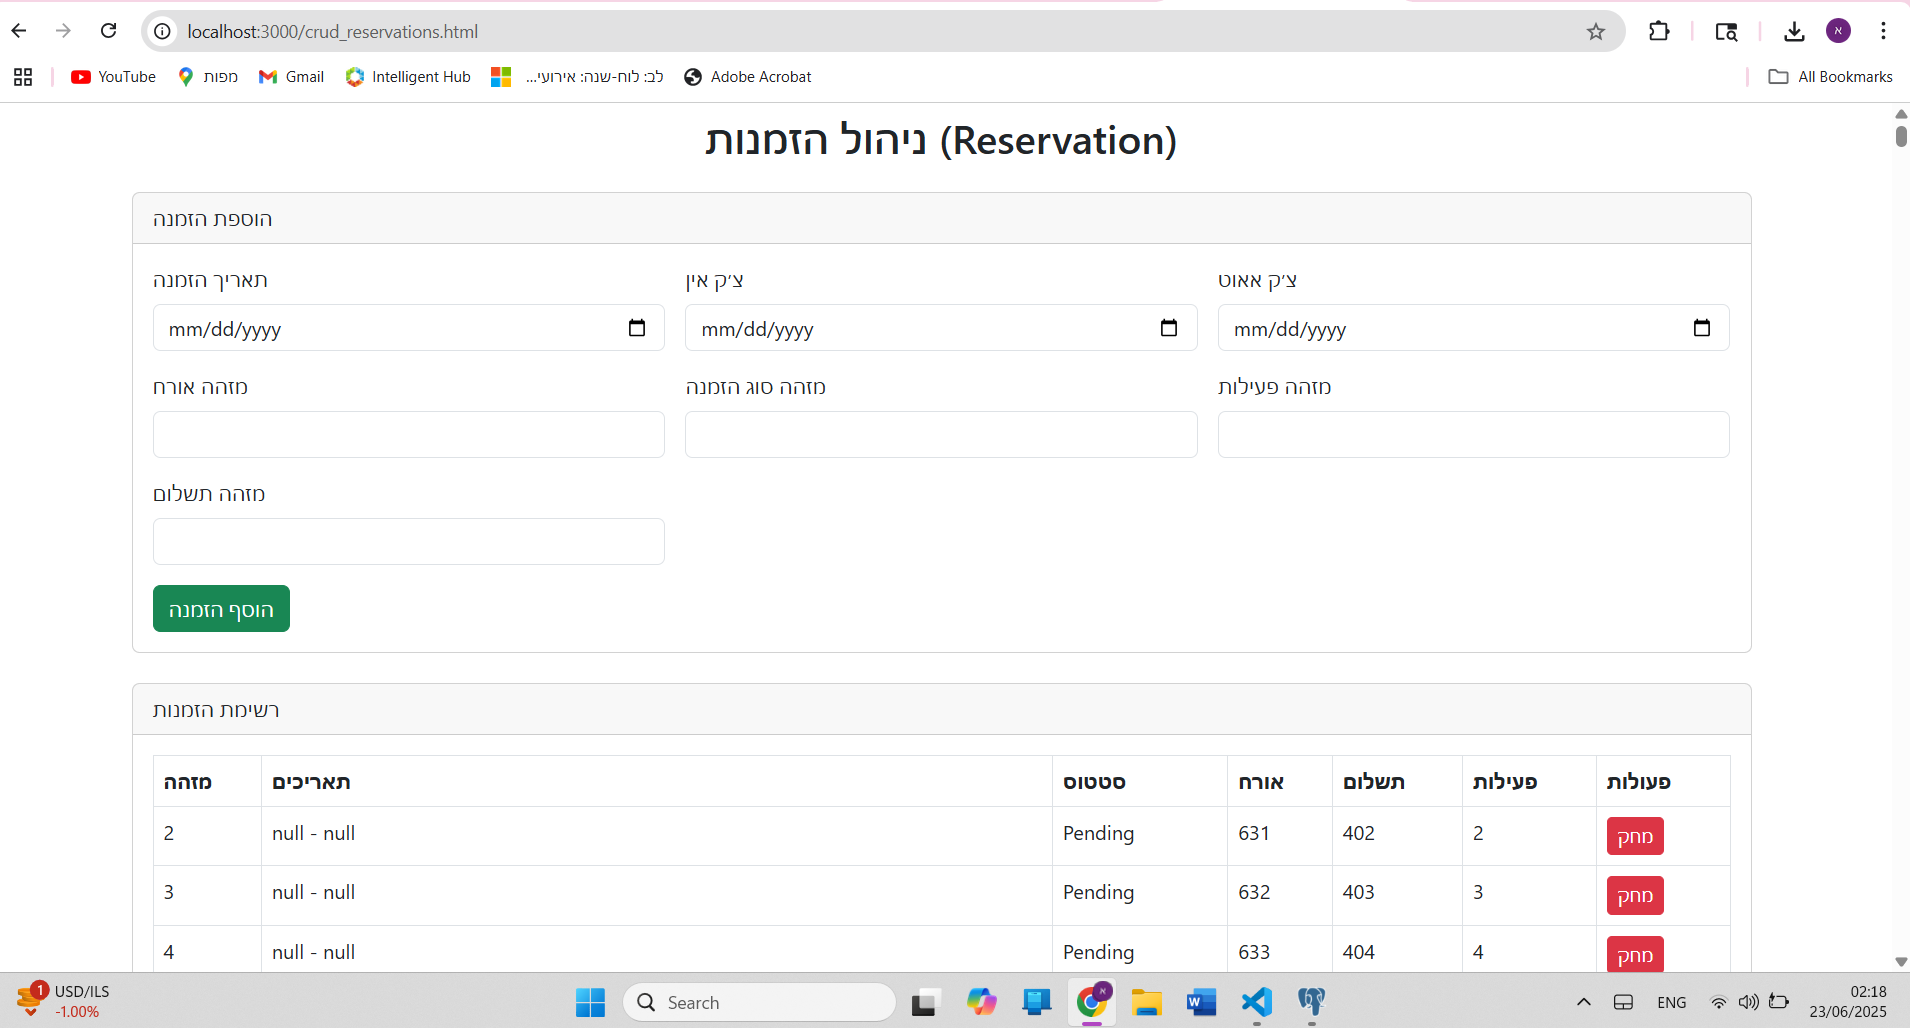 localhost:3000/crud_reservations.html
א
YouTube
מפות
Gmail
Intelligent Hub
לב: לוח-שנה: אירועי...
Adobe Acrobat
All Bookmarks
ניהול הזמנות (Reservation)
הוספת הזמנה
תאריך הזמנה
צ׳ק אין
צ׳ק אאוט
mm/dd/yyyy
mm/dd/yyyy
mm/dd/yyyy
מזהה אורח
מזהה סוג הזמנה
מזהה פעילות
מזהה תשלום
הוסף הזמנה
רשימת הזמנות
מזהה תאריכים סטטוס אורח תשלום פעילות פעולות
2 null - null Pending 631 402 2 מחק
3 null - null Pending 632 403 3 מחק
4 null - null Pending 633 404 4 מחק
1
USD/ILS
-1.00%
Search
א
W
ENG
02:18
23/06/2025